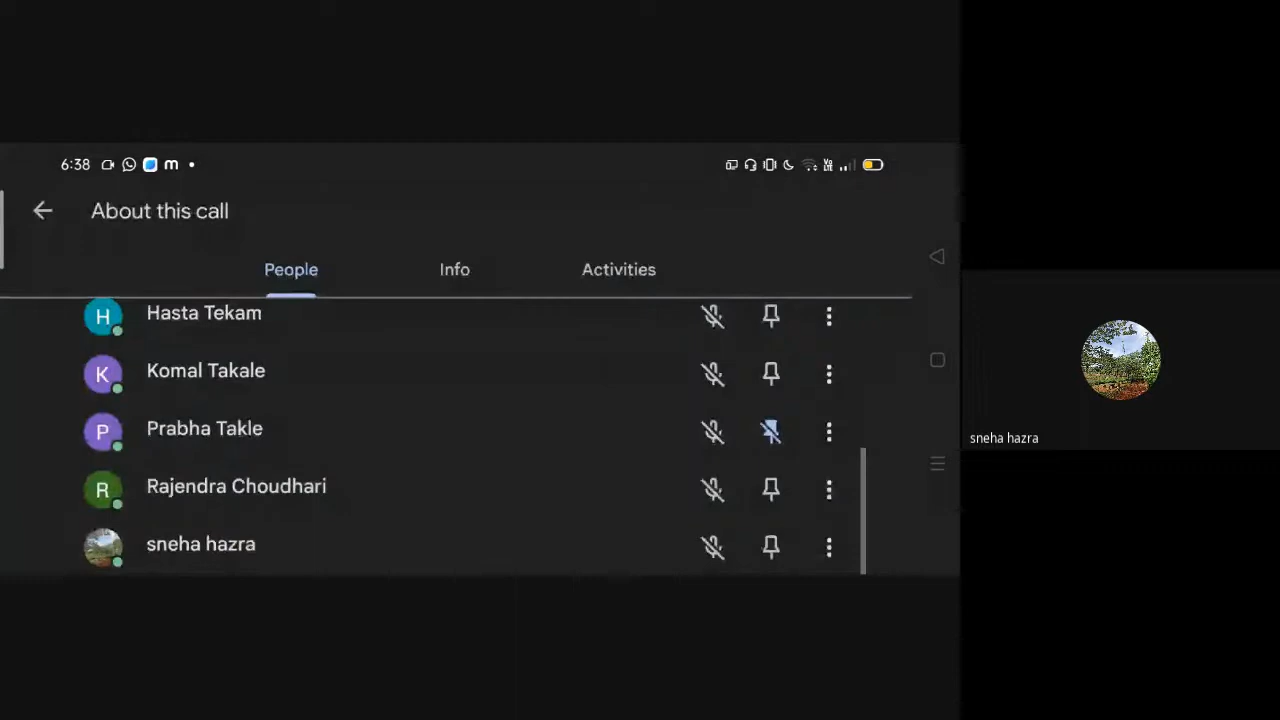 6:38
About this call
People Info Activities
H Hasta Tekam
K Komal Takale
P Prabha Takle
R Rajendra Choudhari
sneha hazra
sneha hazra